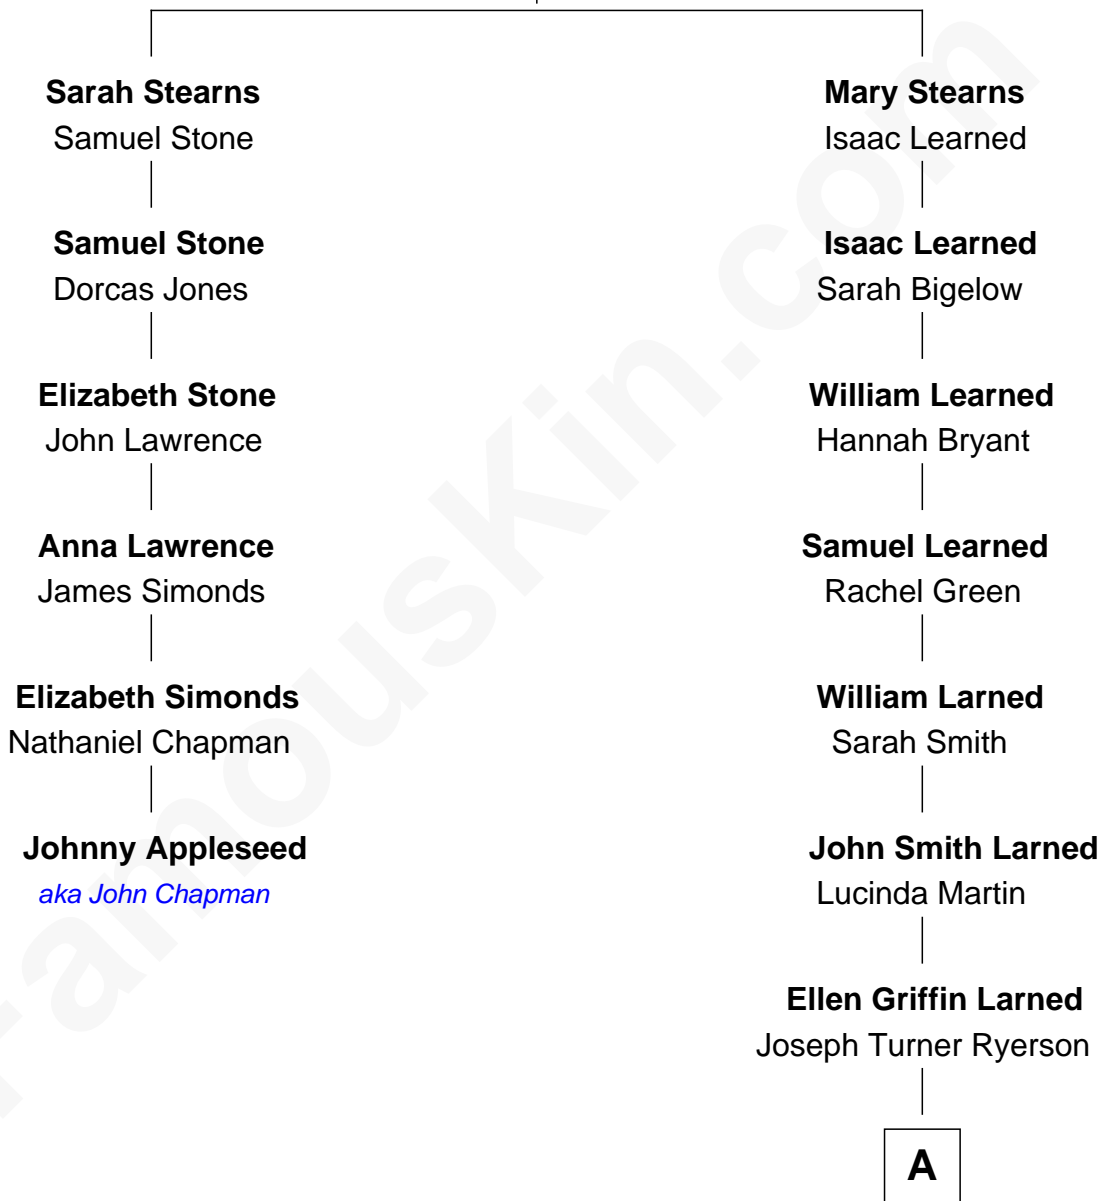 Sarah Stearns
Samuel Stone
Samuel Stone
Dorcas Jones
Elizabeth Stone
John Lawrence
Anna Lawrence
James Simonds
Elizabeth Simonds
Nathaniel Chapman
Johnny Appleseed
aka John Chapman
Mary Stearns
Isaac Learned
Isaac Learned
Sarah Bigelow
William Learned
Hannah Bryant
Samuel Learned
Rachel Green
William Larned
Sarah Smith
John Smith Larned
Lucinda Martin
Ellen Griffin Larned
Joseph Turner Ryerson
A
FamousKin.com